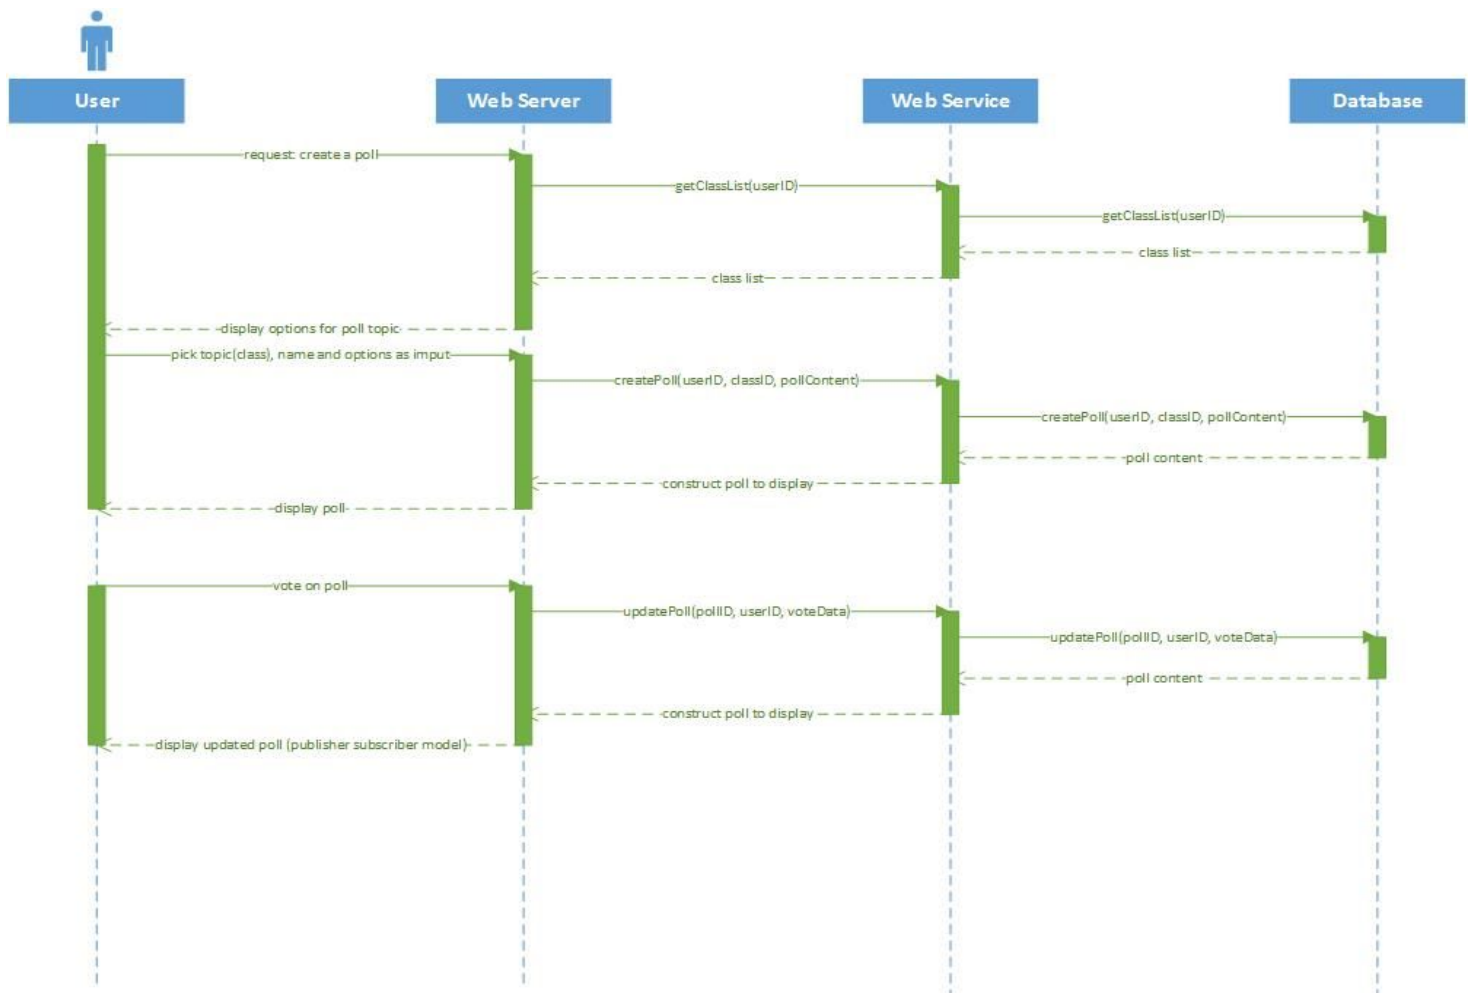 User
Web Server
Web Service
Database
request: create a poll
getClassList(userID)
getClassList(userID)
class list
class list
display options for poll topic
pick topic(class), name and options as imput
createPoll(userID, classID, pollContent)
createPoll(userID, classID, pollContent)
poll content
construct poll to display
display poll
vote on poll
updatePoll(pollID, userID, voteData)
updatePoll(pollID, userID, voteData)
poll content
construct poll to display
display updated poll (publisher subscriber model)